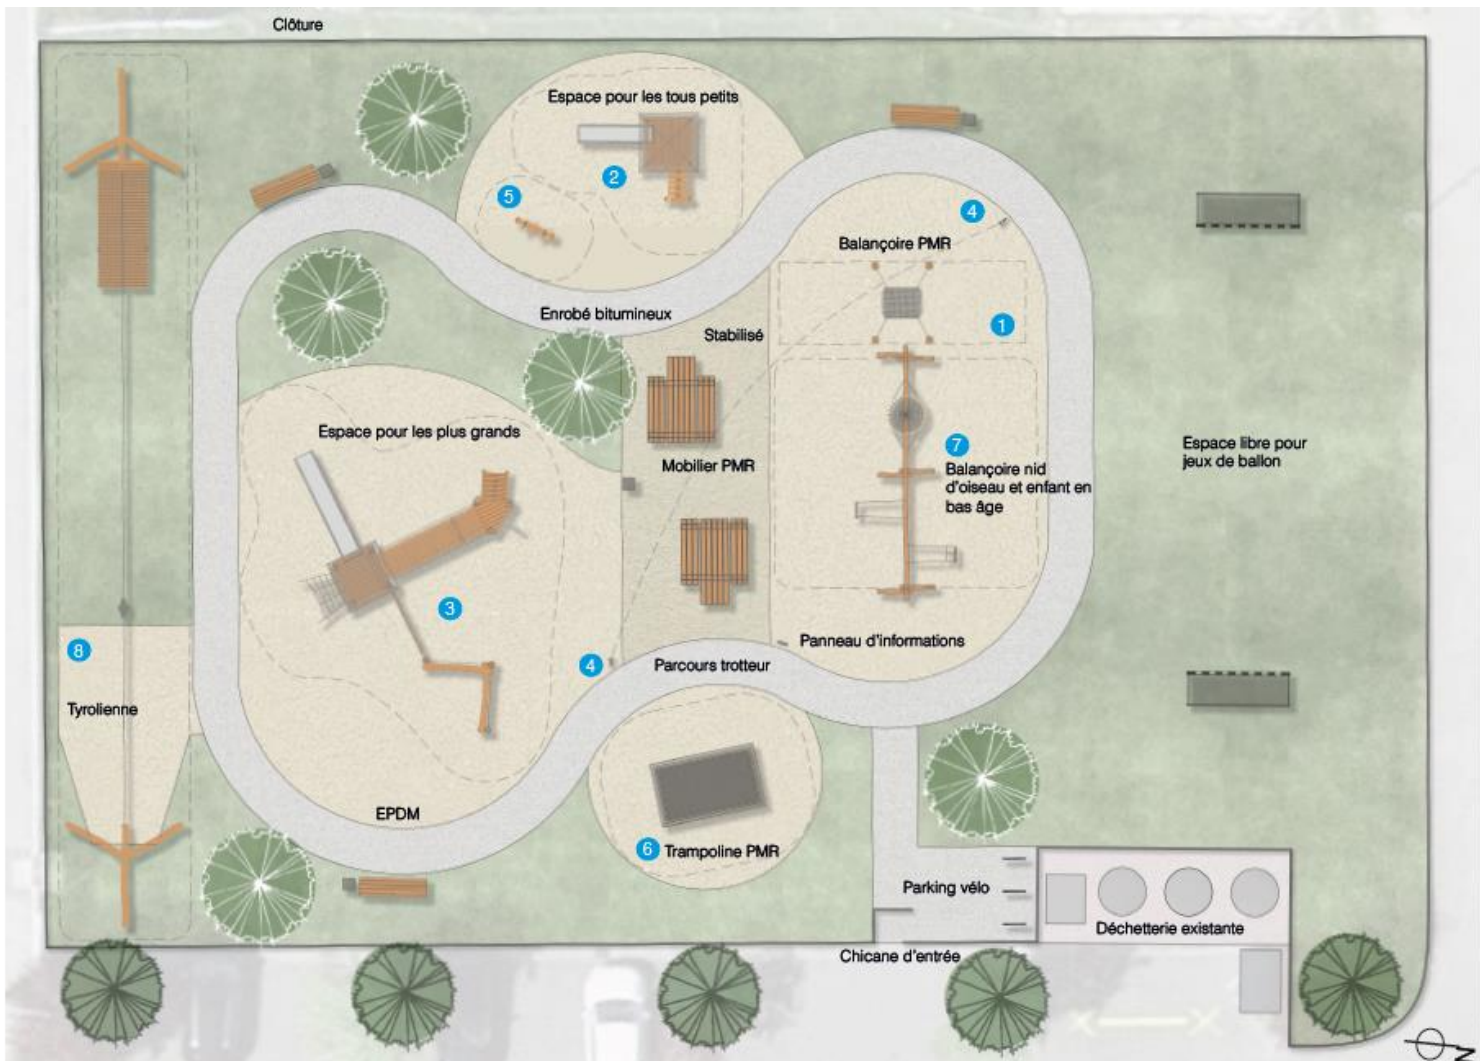 Clôture
Espace pour les tous petits
2
5
4
Balançoire PMR
Enrobé bitumineux
1
Stabilisé
Espace pour les plus grands
Mobilier PMR
7
Balançoire nid
d'oiseau et enfant en
bas âge
Espace libre pour
jeux de ballon
3
8
4
Parcours trotteur
Panneau d'informations
Tyrolienne
EPDM
6 Trampoline PMR
Parking vélo
Déchetterie existante
Chicane d'entrée
N